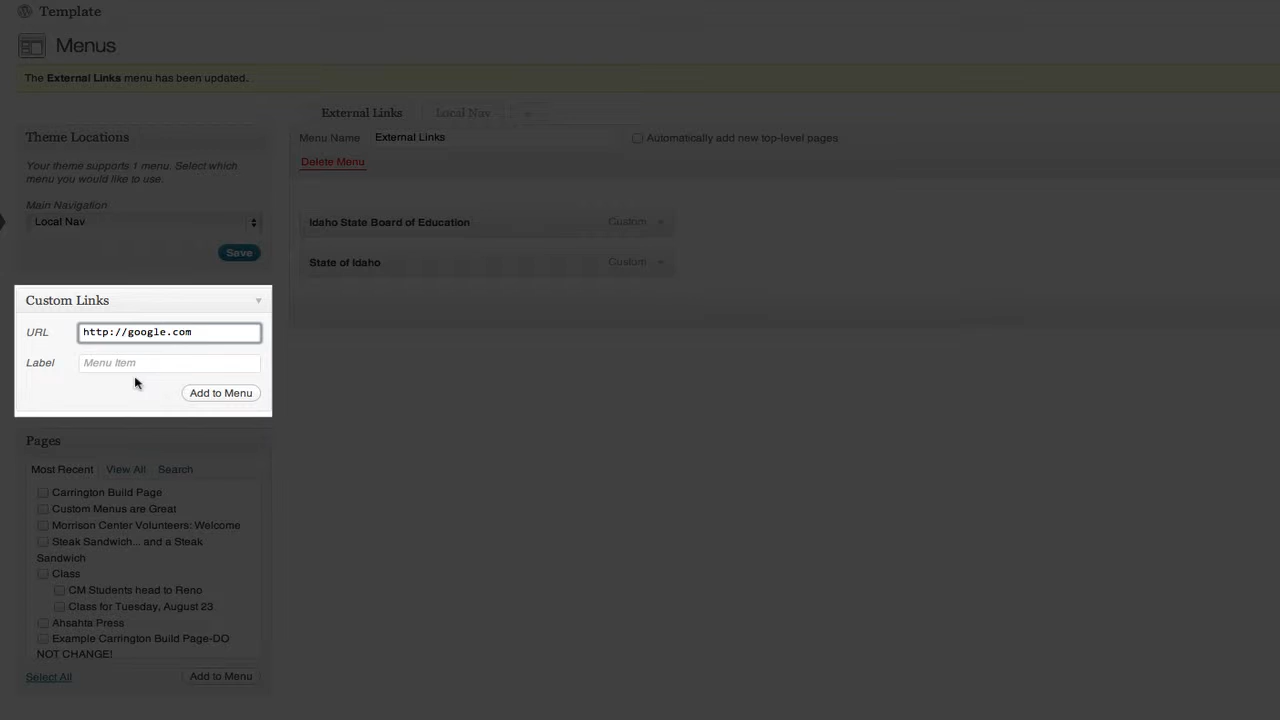 Template
Menus
The External Links menu has been updated.
External Links
Local Nav
Theme Locations
Menu Name
External Links
Automatically add new top-level pages
Delete Menu
Your theme supports 1 menu. Select which
menu you would like to use.
Main Navigation
Local Nav
Save
Idaho State Board of Education
Custom
State of Idaho
Custom
Custom Links
URL
http://google.com
Label
Menu Item
Add to Menu
Pages
Most Recent
View All
Search
Carrington Build Page
Custom Menus are Great
Morrison Center Volunteers: Welcome
Steak Sandwich... and a Steak
Sandwich
Class
CM Students head to Reno
Class for Tuesday, August 23
Ahsahta Press
Example Carrington Build Page-DO
NOT CHANGE!
Select All
Add to Menu